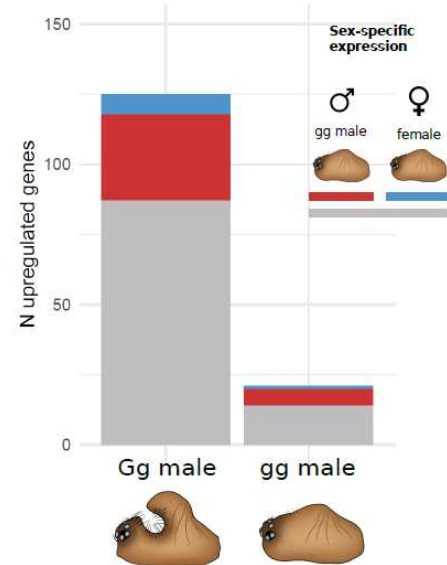 150
Sex-specific
expression
♂ ♀
gg male female
100
N upregulated genes
50
0
Gg male gg male